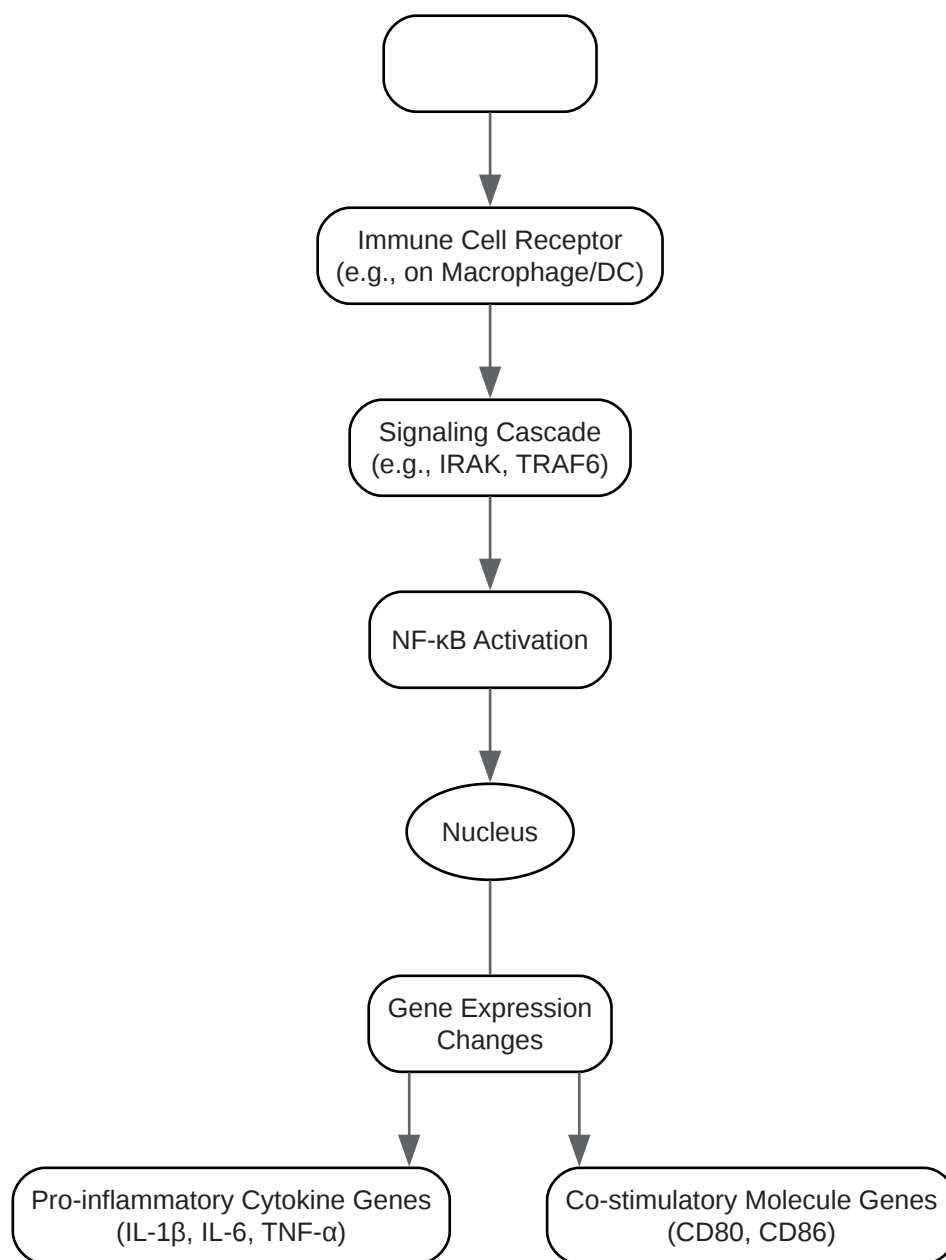 Immune Cell Receptor
(e.g., on Macrophage/DC)
Signaling Cascade
(e.g., IRAK, TRAF6)
NF-κB Activation
Nucleus
Gene Expression
Changes
Pro-inflammatory Cytokine Genes
(IL-1β, IL-6, TNF-α)
Co-stimulatory Molecule Genes
(CD80, CD86)